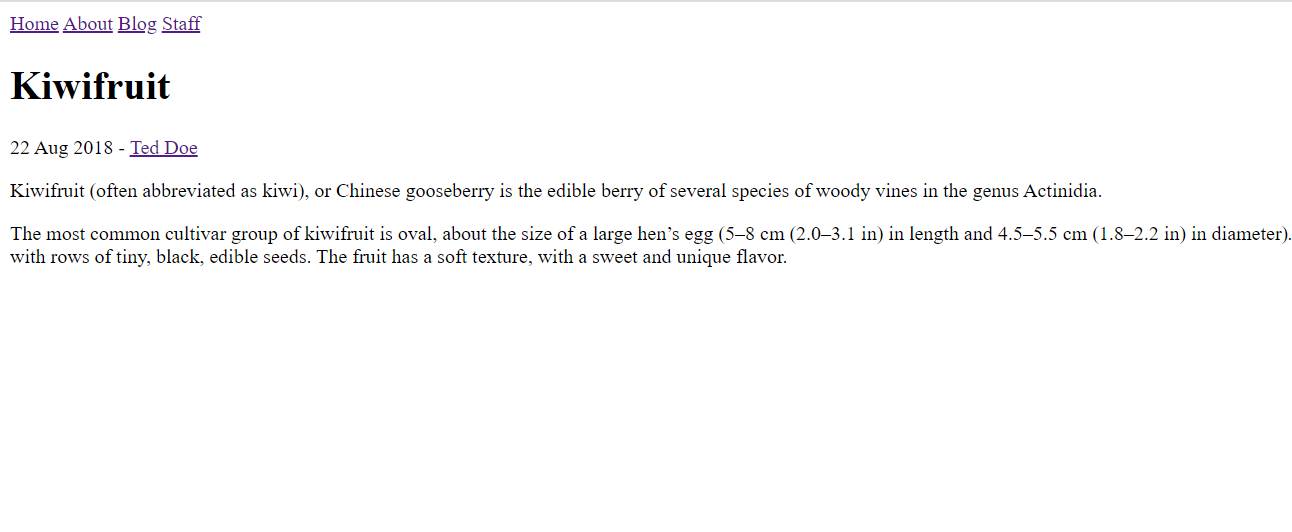 Home About Blog Staff
Kiwifruit
22 Aug 2018 - Ted Doe
Kiwifruit (often abbreviated as kiwi), or Chinese gooseberry is the edible berry of several species of woody vines in the genus Actinidia.
The most common cultivar group of kiwifruit is oval, about the size of a large hen’s egg (5–8 cm (2.0–3.1 in) in length and 4.5–5.5 cm (1.8–2.2 in) in diameter).
with rows of tiny, black, edible seeds. The fruit has a soft texture, with a sweet and unique flavor.